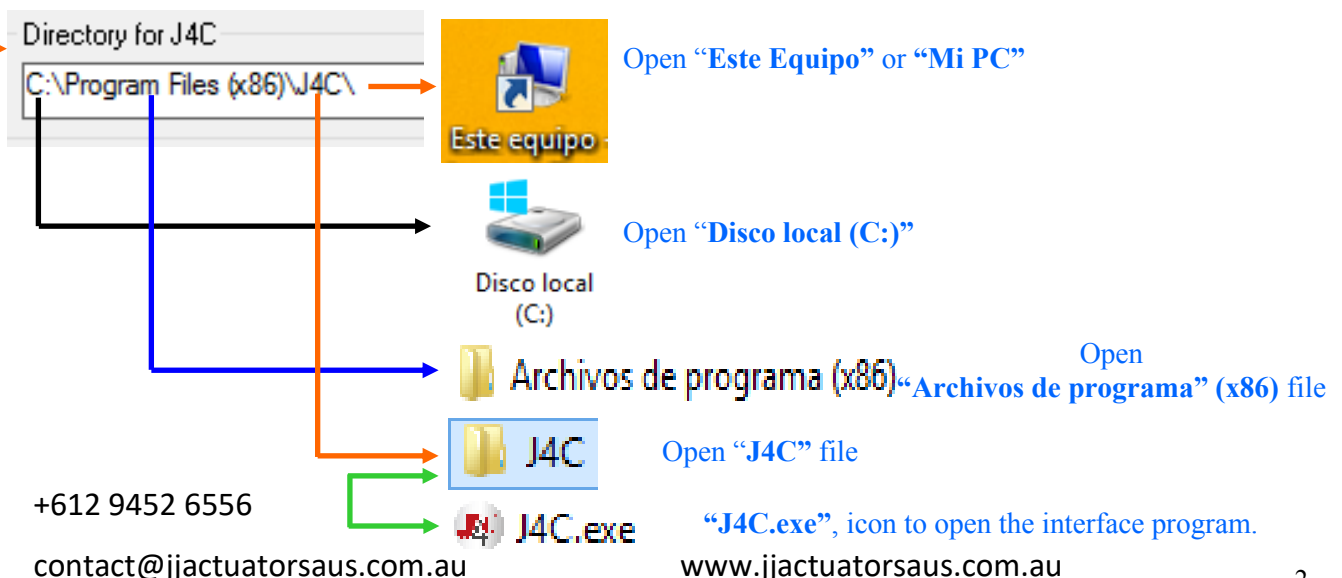 Directory for J4C
C:\Program Files (x86)\J4C\
Este equipo
Open “Este Equipo” or “Mi PC”
Disco local
(C:)
Open “Disco local (C:)”
Archivos de programa (x86)
Open
“Archivos de programa” (x86) file
J4C
Open “J4C” file
J4C.exe
“J4C.exe”, icon to open the interface program.
+612 9452 6556
contact@jjactuatorsaus.com.au
www.jjactuatorsaus.com.au